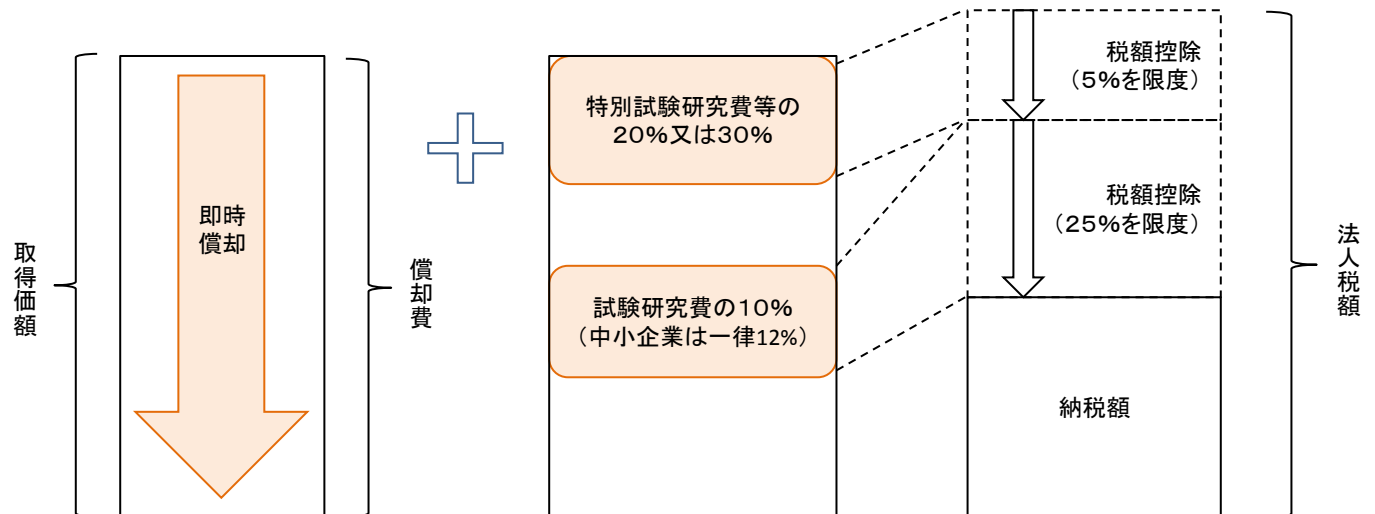 取得価額
即時
償却
償却費
特別試験研究費等の
20%又は30%
試験研究費の10%
（中小企業は一律12%）
税額控除
（5%を限度）
税額控除
（25%を限度）
納税額
法人税額